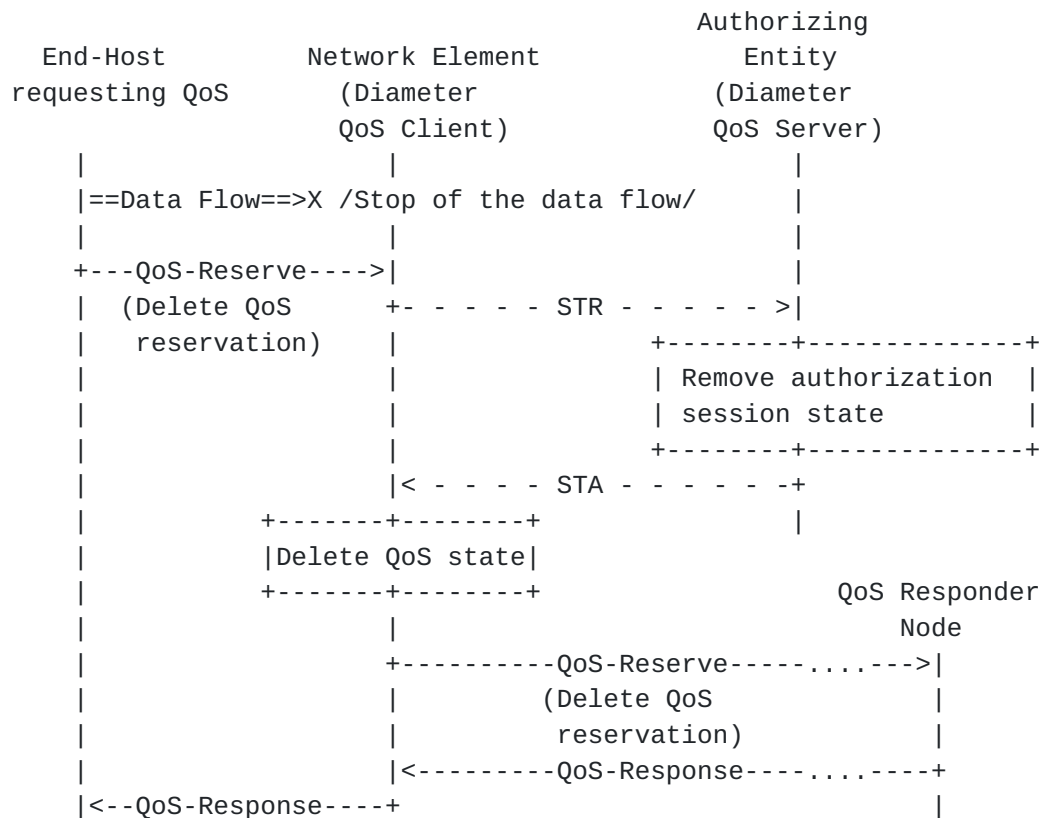 Authorizing
  End-Host         Network Element             Entity
requesting QoS       (Diameter               (Diameter
                     QoS Client)             QoS Server)
    |                   |                         |
    |==Data Flow==>X /Stop of the data flow/      |
    |                   |                         |
    +---QoS-Reserve---->|                         |
    |  (Delete QoS      +- - - - - STR - - - - - >|
    |   reservation)    |                +--------+--------------+
    |                   |                | Remove authorization  |
    |                   |                | session state         |
    |                   |                +--------+--------------+
    |                   |< - - - - STA - - - - - -+
    |           +-------+--------+                |
    |           |Delete QoS state|
    |           +-------+--------+                   QoS Responder
    |                   |                                Node
    |                   +----------QoS-Reserve-----....--->|
    |                   |         (Delete QoS              |
    |                   |          reservation)            |
    |                   |<---------QoS-Response----....----+
    |<--QoS-Response----+                                  |